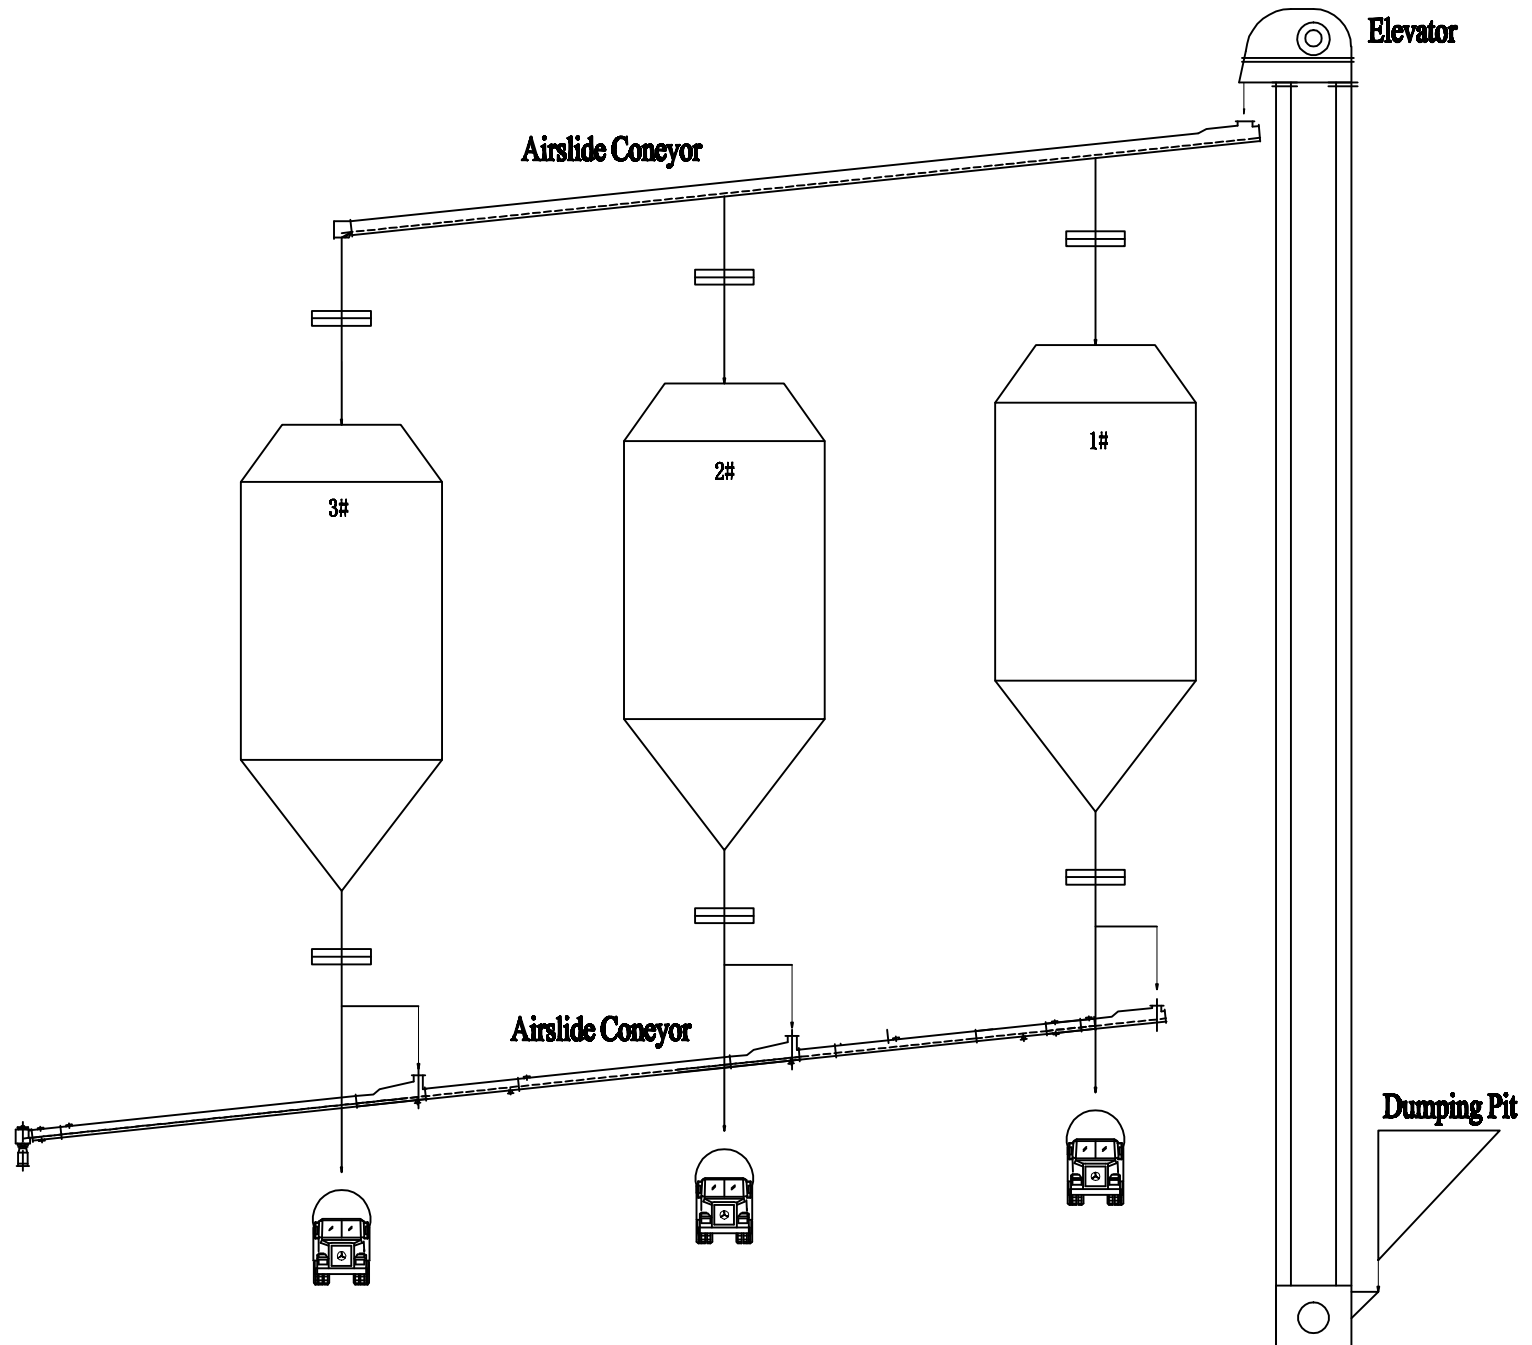 Elevator
Airslide Coneyor
1#
2#
3#
Airslide Coneyor
Dumping Pit